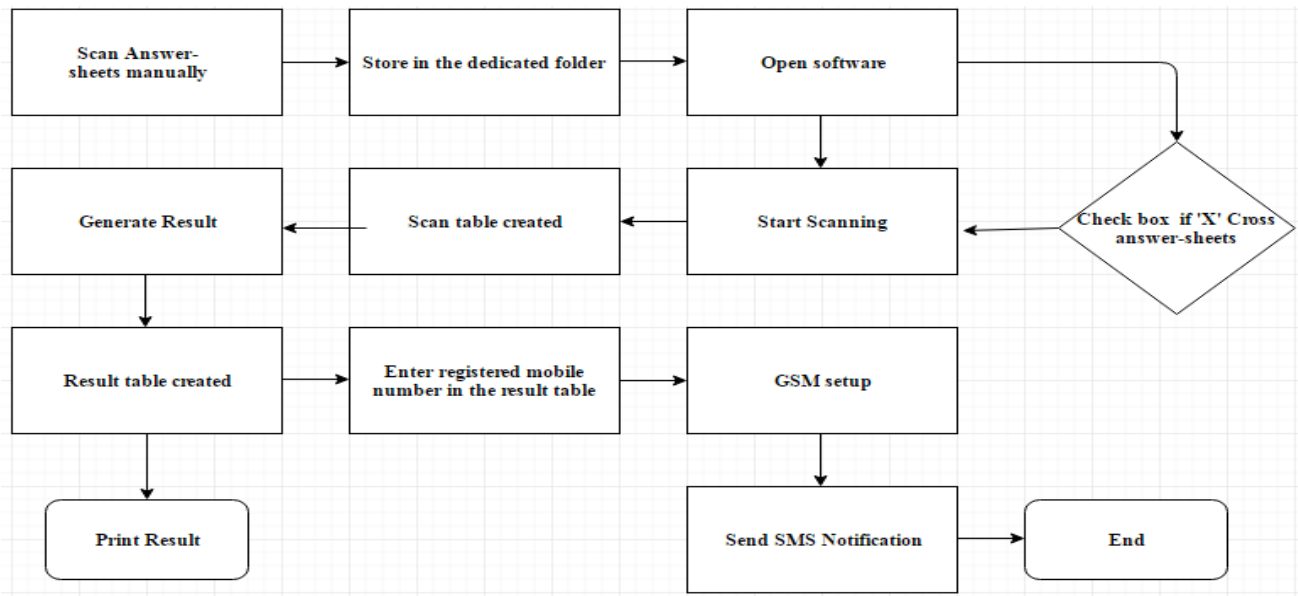 Scan Answer-
sheets manually
Store in the dedicated folder
Open software
Generate Result
Scan table created
Start Scanning
Check box if 'X' Cross
answer-sheets
Result table created
Enter registered mobile
number in the result table
GSM setup
Print Result
Send SMS Notification
End